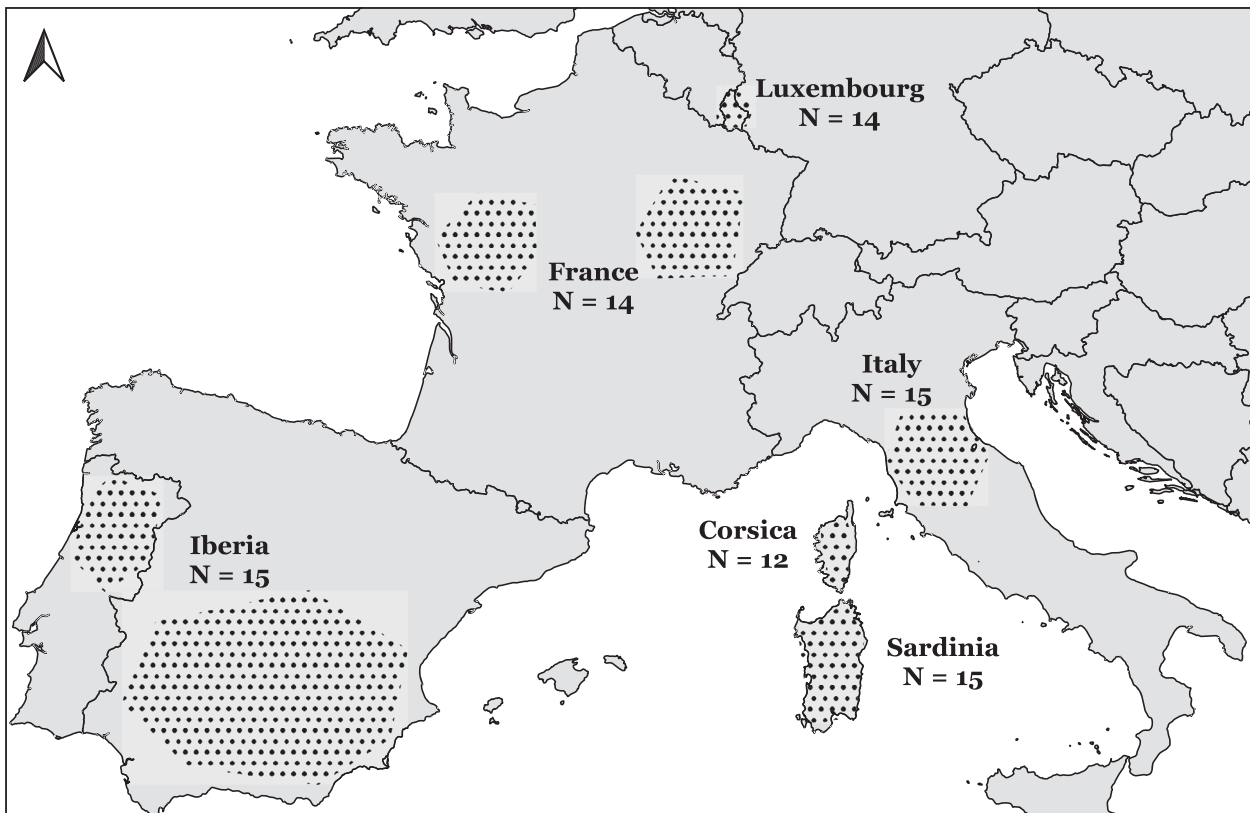 Luxembourg
N = 14
France
N = 14
Italy
N = 15
Corsica
N = 12
Iberia
N = 15
Sardinia
N = 15